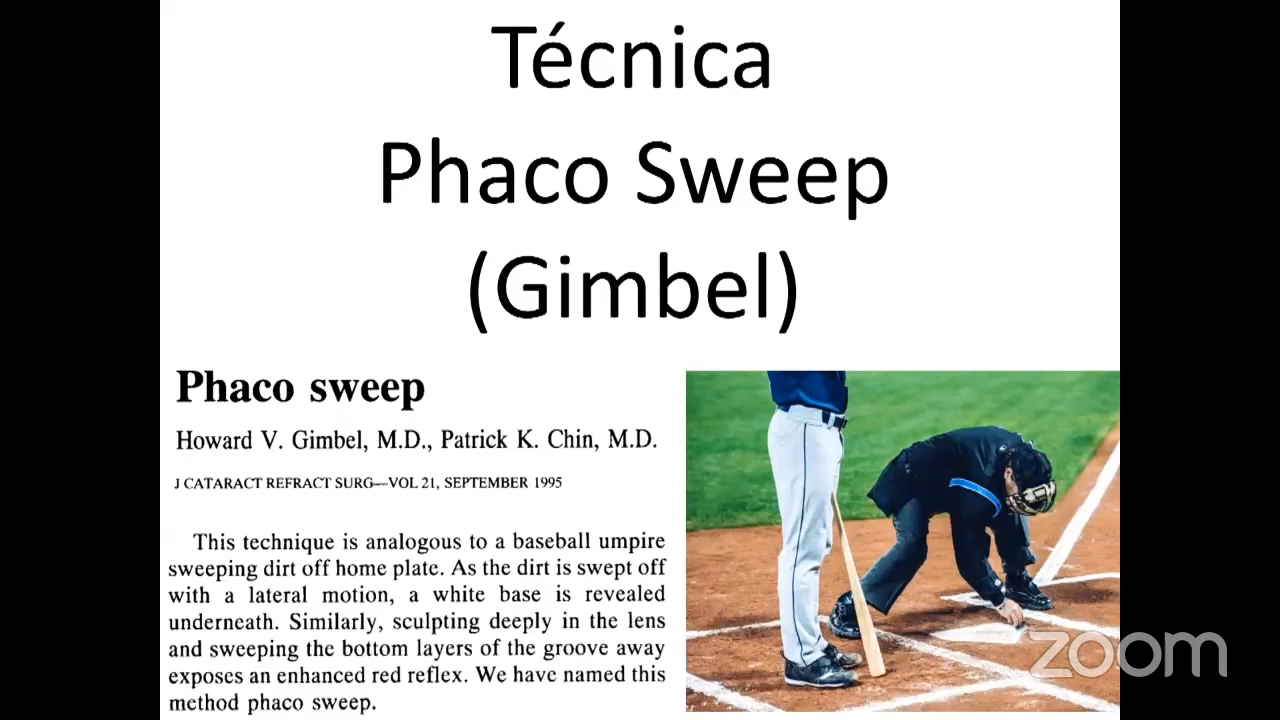 Técnica
Phaco Sweep
(Gimbel)
Phaco sweep
Howard V. Gimbel, M.D., Patrick K. Chin, M.D.
J CATARACT REFRACT SURG—VOL 21, SEPTEMBER 1995
This technique is analogous to a baseball umpire
sweeping dirt off home plate. As the dirt is swept off
with a lateral motion, a white base is revealed
underneath. Similarly, sculpting deeply in the lens
and sweeping the bottom layers of the groove away
exposes an enhanced red reflex. We have named this
method phaco sweep.
zoom